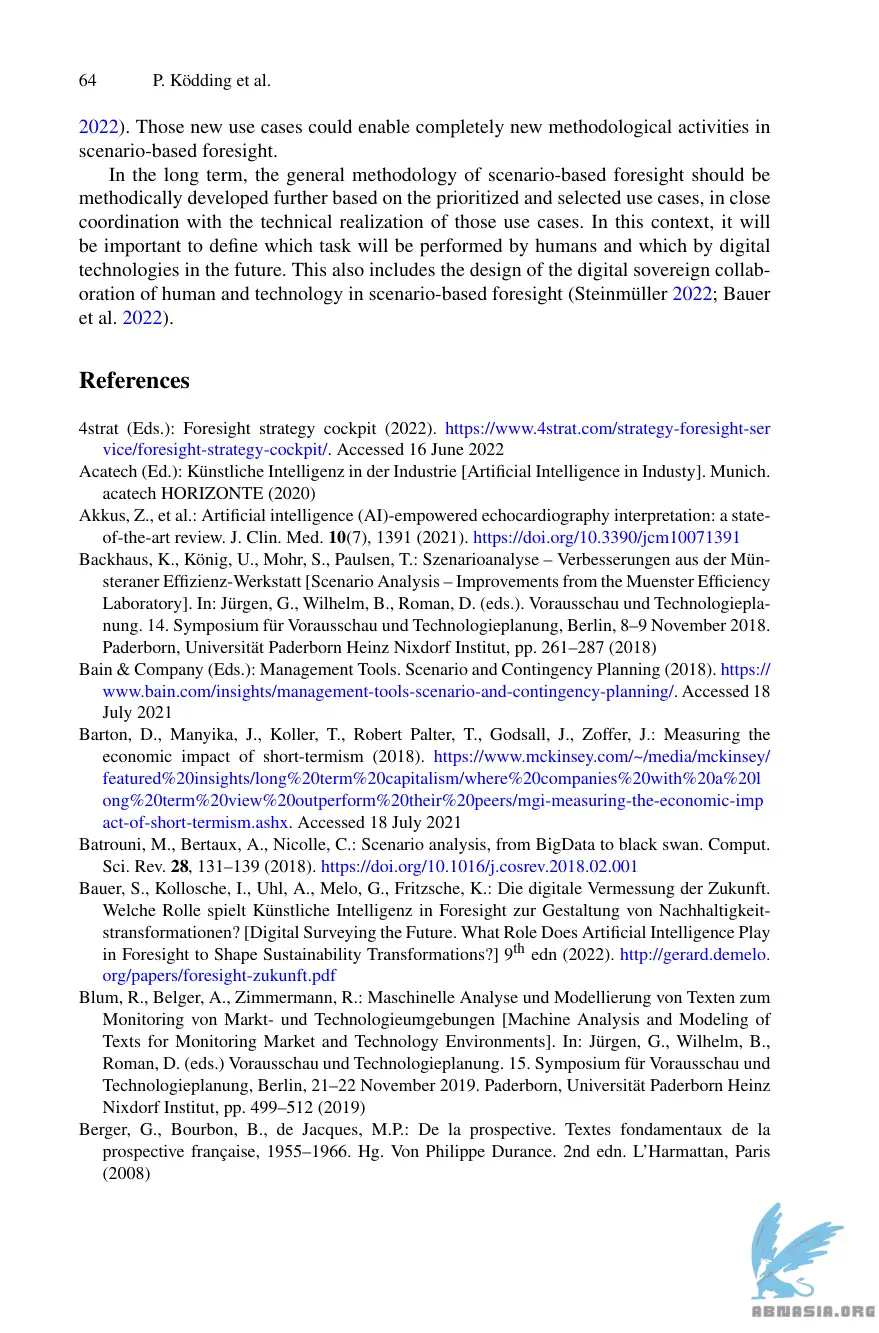 64 P. Ködding et al.
2022). Those new use cases could enable completely new methodological activities in
scenario-based foresight.
In the long term, the general methodology of scenario-based foresight should be
methodically developed further based on the prioritized and selected use cases, in close
coordination with the technical realization of those use cases. In this context, it will
be important to define which task will be performed by humans and which by digital
technologies in the future. This also includes the design of the digital sovereign collab-
oration of human and technology in scenario-based foresight (Steinmüller 2022; Bauer
et al. 2022).
References
4strat (Eds.): Foresight strategy cockpit (2022). https://www.4strat.com/strategy-foresight-ser
vice/foresight-strategy-cockpit/. Accessed 16 June 2022
Acatech (Ed.): Künstliche Intelligenz in der Industrie [Artificial Intelligence in Industy]. Munich.
acatech HORIZONTE (2020)
Akkus, Z., et al.: Artificial intelligence (AI)-empowered echocardiography interpretation: a state-
of-the-art review. J. Clin. Med. 10(7), 1391 (2021). https://doi.org/10.3390/jcm10071391
Backhaus, K., König, U., Mohr, S., Paulsen, T.: Szenarioanalyse – Verbesserungen aus der Mün-
steraner Effizienz-Werkstatt [Scenario Analysis – Improvements from the Muenster Efficiency
Laboratory]. In: Jürgen, G., Wilhelm, B., Roman, D. (eds.). Vorausschau und Technologiepla-
nung. 14. Symposium für Vorausschau und Technologieplanung, Berlin, 8–9 November 2018.
Paderborn, Universität Paderborn Heinz Nixdorf Institut, pp. 261–287 (2018)
Bain & Company (Eds.): Management Tools. Scenario and Contingency Planning (2018). https://
www.bain.com/insights/management-tools-scenario-and-contingency-planning/. Accessed 18
July 2021
Barton, D., Manyika, J., Koller, T., Robert Palter, T., Godsall, J., Zoffer, J.: Measuring the
economic impact of short-termism (2018). https://www.mckinsey.com/~/media/mckinsey/
featured%20insights/long%20term%20capitalism/where%20companies%20with%20a%20l
ong%20term%20view%20outperform%20their%20peers/mgi-measuring-the-economic-imp
act-of-short-termism.ashx. Accessed 18 July 2021
Batrouni, M., Bertaux, A., Nicolle, C.: Scenario analysis, from BigData to black swan. Comput.
Sci. Rev. 28, 131–139 (2018). https://doi.org/10.1016/j.cosrev.2018.02.001
Bauer, S., Kollosche, I., Uhl, A., Melo, G., Fritzsche, K.: Die digitale Vermessung der Zukunft.
Welche Rolle spielt Künstliche Intelligenz in Foresight zur Gestaltung von Nachhaltigkeit-
stransformationen? [Digital Surveying the Future. What Role Does Artificial Intelligence Play
in Foresight to Shape Sustainability Transformations?] 9th edn (2022). http://gerard.demelo.
org/papers/foresight-zukunft.pdf
Blum, R., Belger, A., Zimmermann, R.: Maschinelle Analyse und Modellierung von Texten zum
Monitoring von Markt- und Technologieumgebungen [Machine Analysis and Modeling of
Texts for Monitoring Market and Technology Environments]. In: Jürgen, G., Wilhelm, B.,
Roman, D. (eds.) Vorausschau und Technologieplanung. 15. Symposium für Vorausschau und
Technologieplanung, Berlin, 21–22 November 2019. Paderborn, Universität Paderborn Heinz
Nixdorf Institut, pp. 499–512 (2019)
Berger, G., Bourbon, B., de Jacques, M.P.: De la prospective. Textes fondamentaux de la
prospective française, 1955–1966. Hg. Von Philippe Durance. 2nd edn. L'Harmattan, Paris
(2008)
ABNASIA.ORG